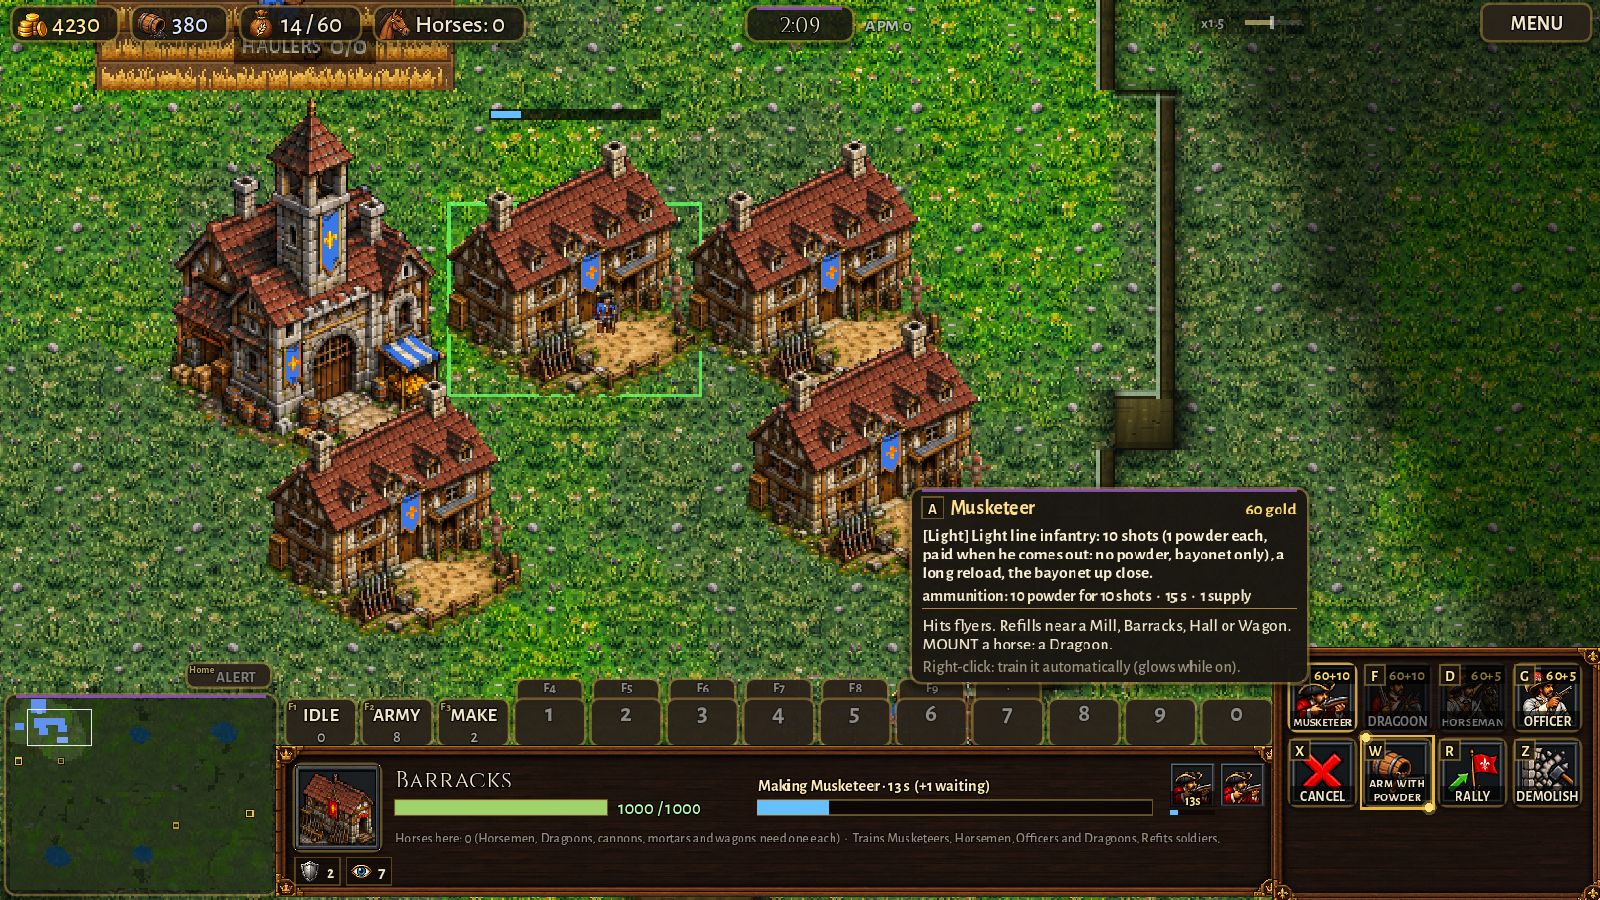 4230
380
14/60
Horses: 0
2:09
APM 0
x1.5
MENU
HAULERS 0/0
A Musketeer 60 gold
[Light] Light line infantry: 10 shots (1 powder each,
paid when he comes out: no powder, bayonet only), a
long reload, the bayonet up close.
ammunition: 10 powder for 10 shots · 15 s · 1 supply
Hits flyers. Refills near a Mill, Barracks, Hall or Wagon.
MOUNT a horse: a Dragoon.
Right-click: train it automatically (glows while on).
Home ALERT
F1 IDLE 0
F2 ARMY 8
F3 MAKE 2
F4 1
F5 2
F6 3
F7 4
F8 5
F9 6
7
8
9
0
BARRACKS
1000 / 1000
Making Musketeer · 13 s (+1 waiting)
13s
Horses here: 0 (Horsemen, Dragoons, cannons, mortars and wagons need one each) · Trains Musketeers, Horsemen, Officers and Dragoons, Refits soldiers.
2
7
60+10 MUSKETEER
F 60+10 DRAGOON
D 60+5 HORSEMAN
G 60+5 OFFICER
X CANCEL
W ARM WITH POWDER
R RALLY
Z DEMOLISH